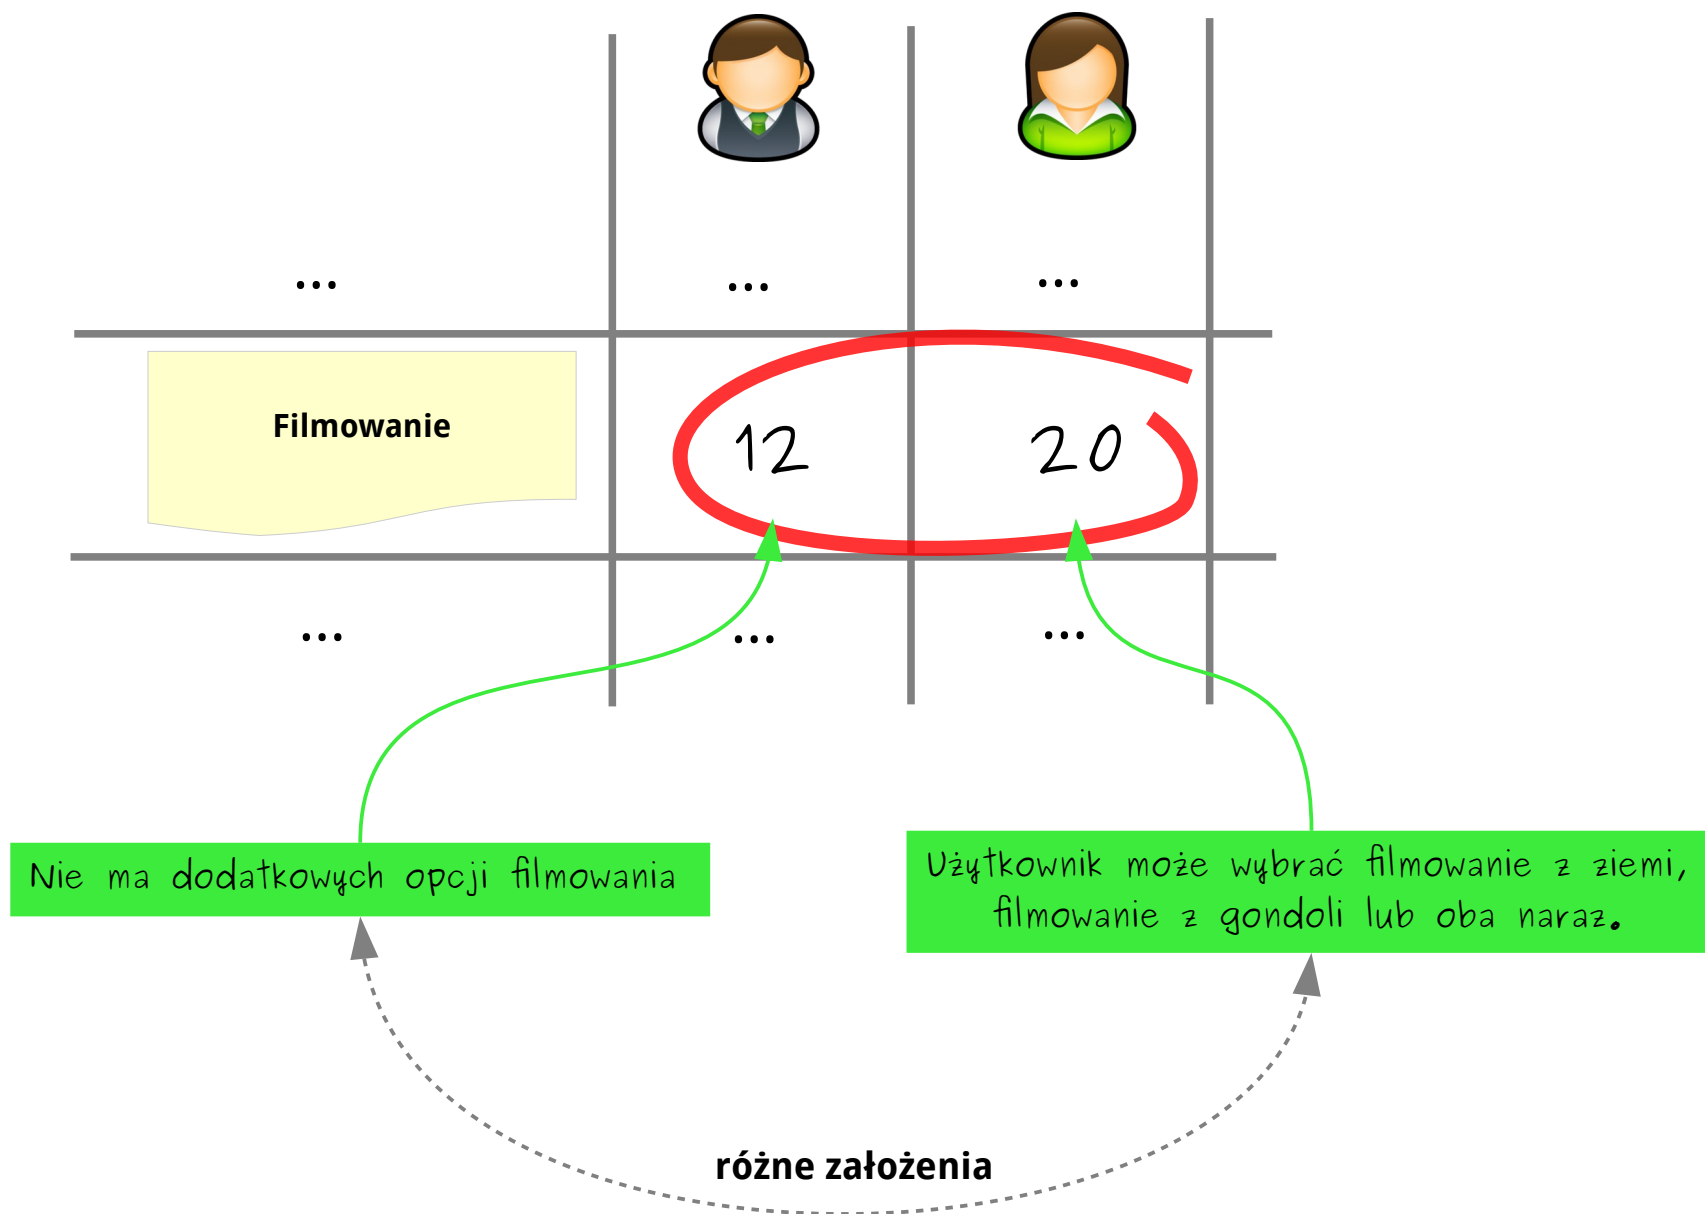 ... ... ...
Filmowanie 12 20
... ... ...
Nie ma dodatkowych opcji filmowania
Użytkownik może wybrać filmowanie z ziemi,
filmowanie z gondoli lub oba naraz.
różne założenia